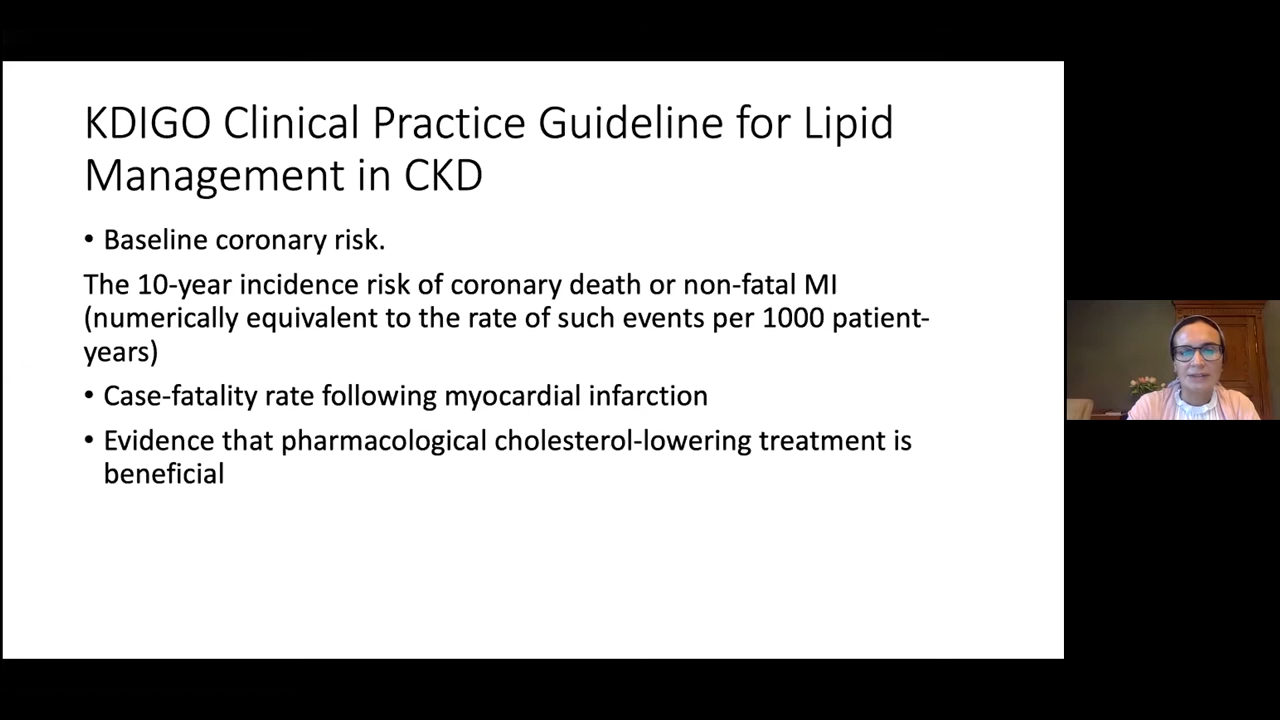 KDIGO Clinical Practice Guideline for Lipid
Management in CKD
• Baseline coronary risk.
The 10-year incidence risk of coronary death or non-fatal MI
(numerically equivalent to the rate of such events per 1000 patient-
years)
• Case-fatality rate following myocardial infarction
• Evidence that pharmacological cholesterol-lowering treatment is
beneficial